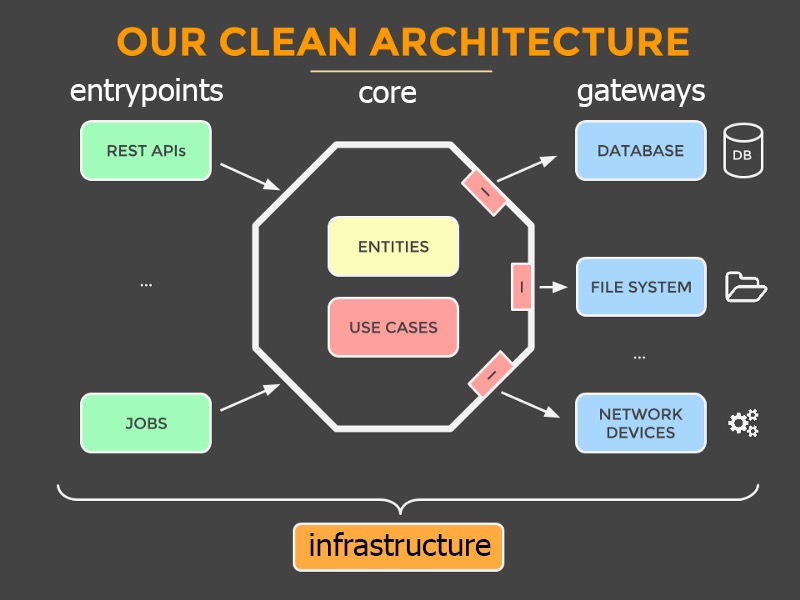 OUR CLEAN ARCHITECTURE
entrypoints
core
gateways
REST APIs
DATABASE
DB
I
ENTITIES
...
I
FILE SYSTEM
USE CASES
...
I
JOBS
NETWORK
DEVICES
infrastructure